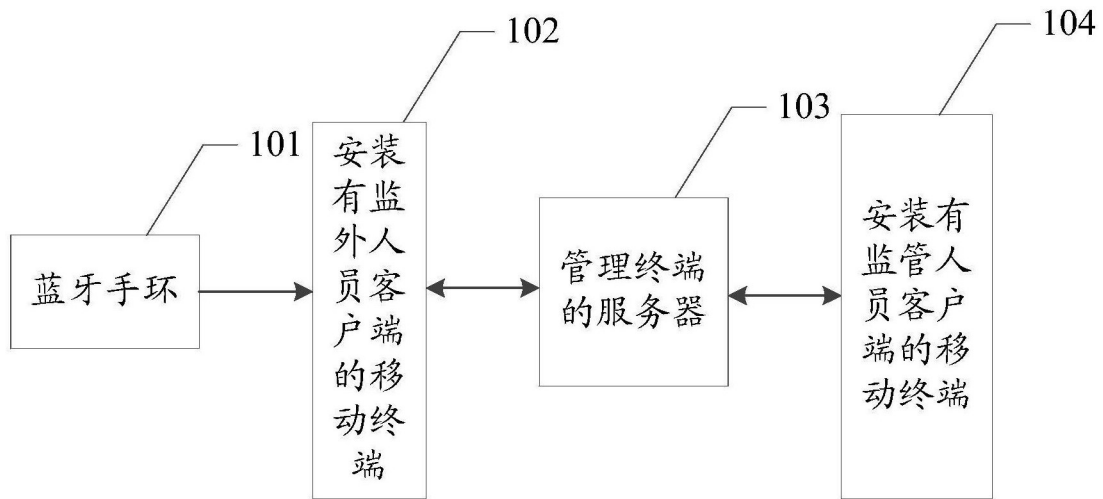 101
蓝牙手环
102
安装
有监
外人
员客
户端
的移
动终
端
103
管理终端
的服务器
104
安装有
监管人
员客户
端的移
动终端